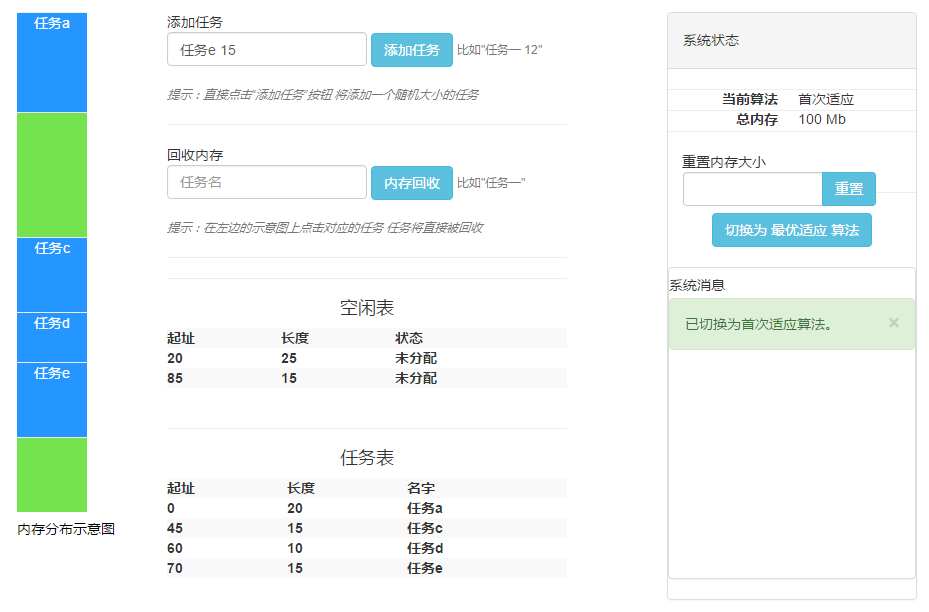 任务a
任务c
任务d
任务e
内存分布示意图
添加任务
任务e 15 添加任务 比如"任务一 12"
提示：直接点击"添加任务"按钮 将添加一个随机大小的任务
回收内存
任务名 内存回收 比如"任务一"
提示：在左边的示意图上点击对应的任务 任务将直接被回收
空闲表
起址 长度 状态
20 25 未分配
85 15 未分配
任务表
起址 长度 名字
0 20 任务a
45 15 任务c
60 10 任务d
70 15 任务e
系统状态
当前算法 首次适应
总内存 100 Mb
重置内存大小
重置
切换为 最优适应 算法
系统消息
已切换为首次适应算法。 ×